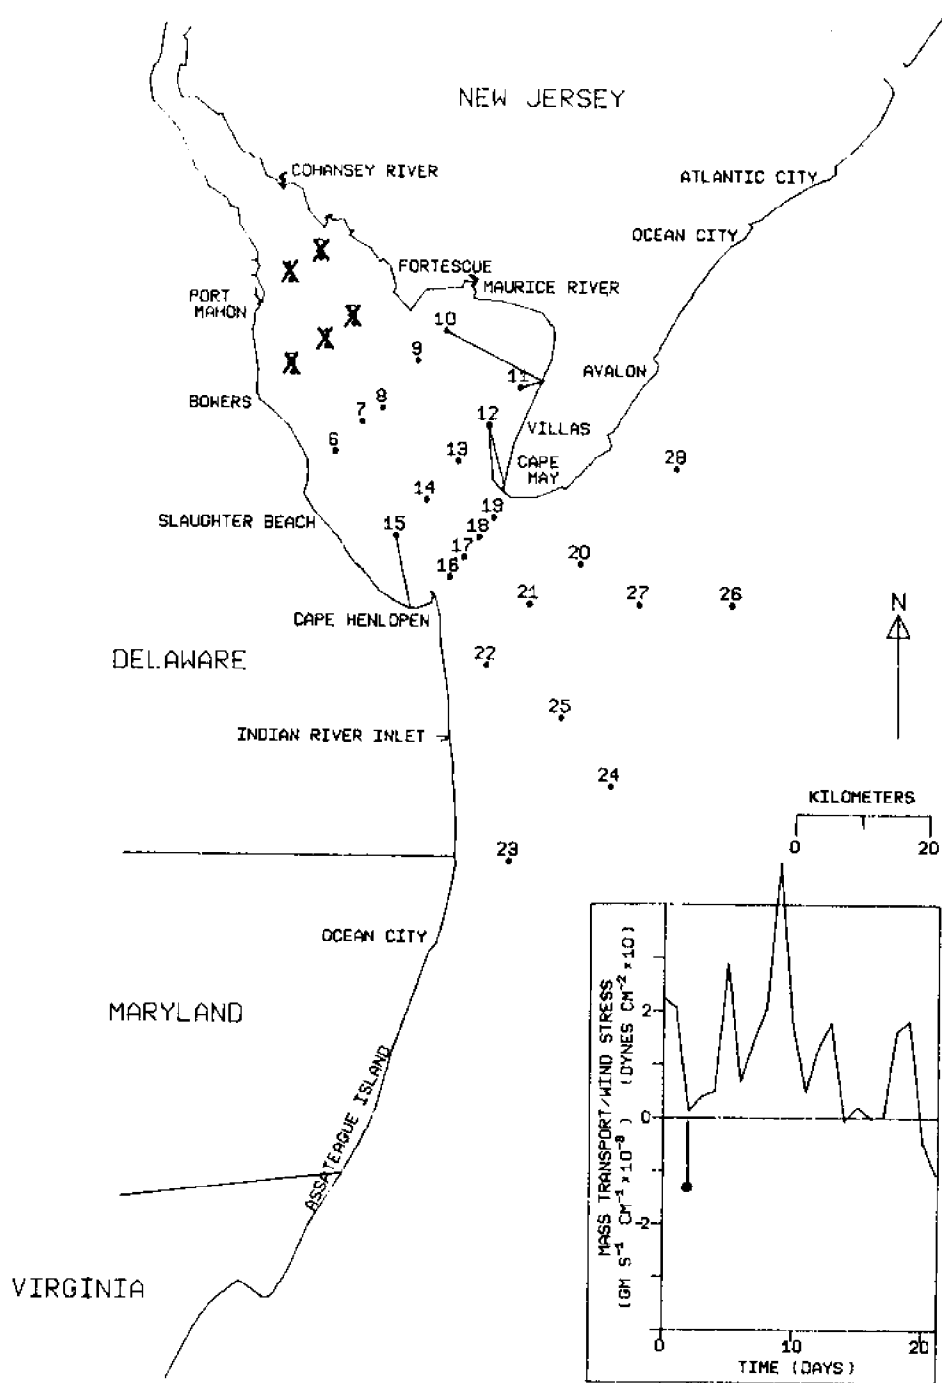 NEW JERSEY
COHANSEY RIVER
ATLANTIC CITY
OCEAN CITY
FORTESCUE
MAURICE RIVER
PORT
MAHON
10
9
11
AVALON
BOWERS
8
7
12
VILLAS
6
13
CAPE
MAY
28
14
19
SLAUGHTER BEACH
15
18
17
20
16
21
27
26
N
CAPE HENLOPEN
DELAWARE
22
25
INDIAN RIVER INLET
24
KILOMETERS
0
20
23
OCEAN CITY
MARYLAND
ASSATEAGUE ISLAND
VIRGINIA
MASS TRANSPORT/WIND STRESS
(GM S⁻¹ CM⁻¹ ×10⁻⁸) (DYNES CM⁻² ×10)
2
0
-2
0
10
20
TIME (DAYS)